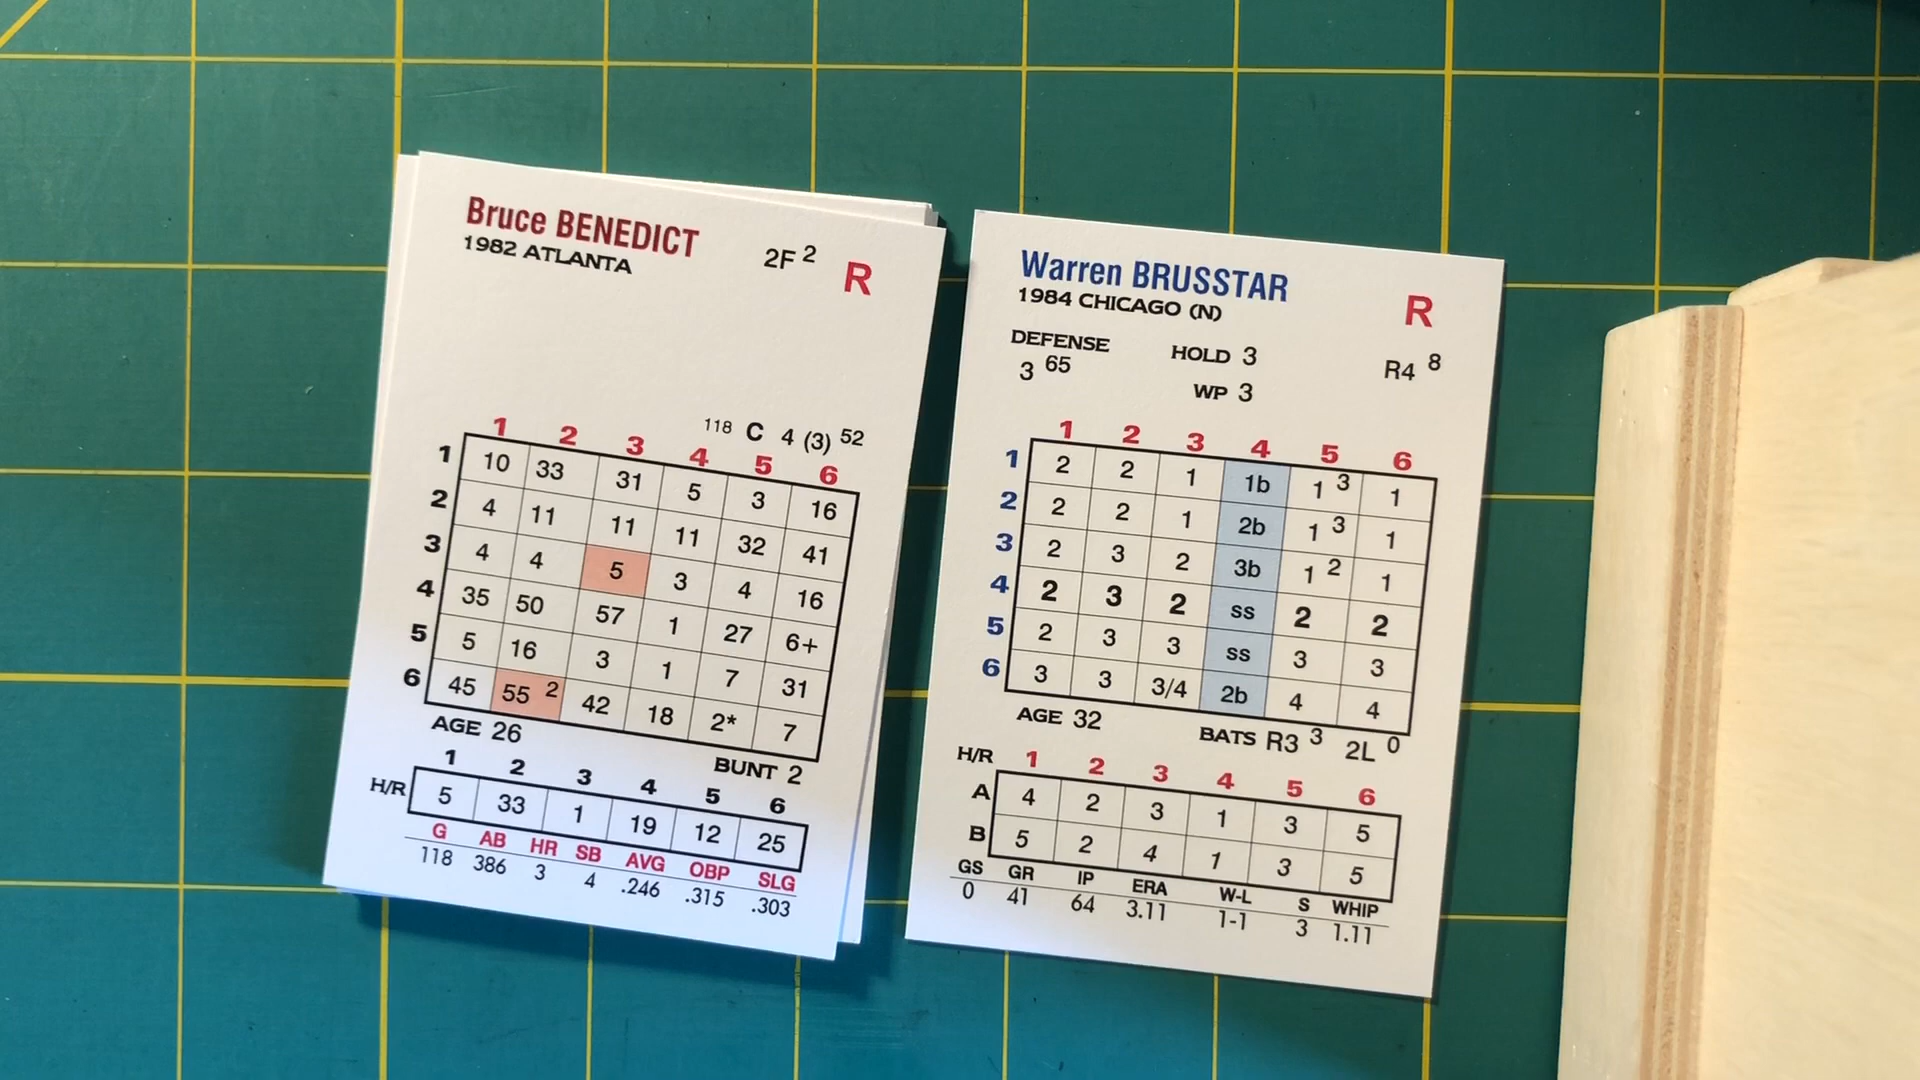 Bruce BENEDICT
1982 ATLANTA
2F 2
R
118 C 4 (3) 52
1 2 3 4 5 6
1 10 33 31 5 3 16
2 4 11 11 11 32 41
3 4 4 5 3 4 16
4 35 50 57 1 27 6+
5 5 16 3 1 7 31
6 45 55 2 42 18 2* 7
AGE 26
BUNT 2
1 2 3 4 5 6
H/R 5 33 1 19 12 25
G AB HR SB AVG OBP SLG
118 386 3 4 .246 .315 .303
Warren BRUSSTAR
1984 CHICAGO (N)
R
DEFENSE
3 65
HOLD 3
WP 3
R4 8
1 2 3 4 5 6
1 2 2 1 1b 1 3 1
2 2 2 1 2b 1 3 1
3 2 3 2 3b 1 2 1
4 2 3 2 ss 2 2
5 2 3 3 ss 3 3
6 3 3 3/4 2b 4 4
AGE 32
BATS R3 3 2L 0
H/R 1 2 3 4 5 6
A 4 2 3 1 3 5
B 5 2 4 1 3 5
GS GR IP ERA W-L S WHIP
0 41 64 3.11 1-1 3 1.11